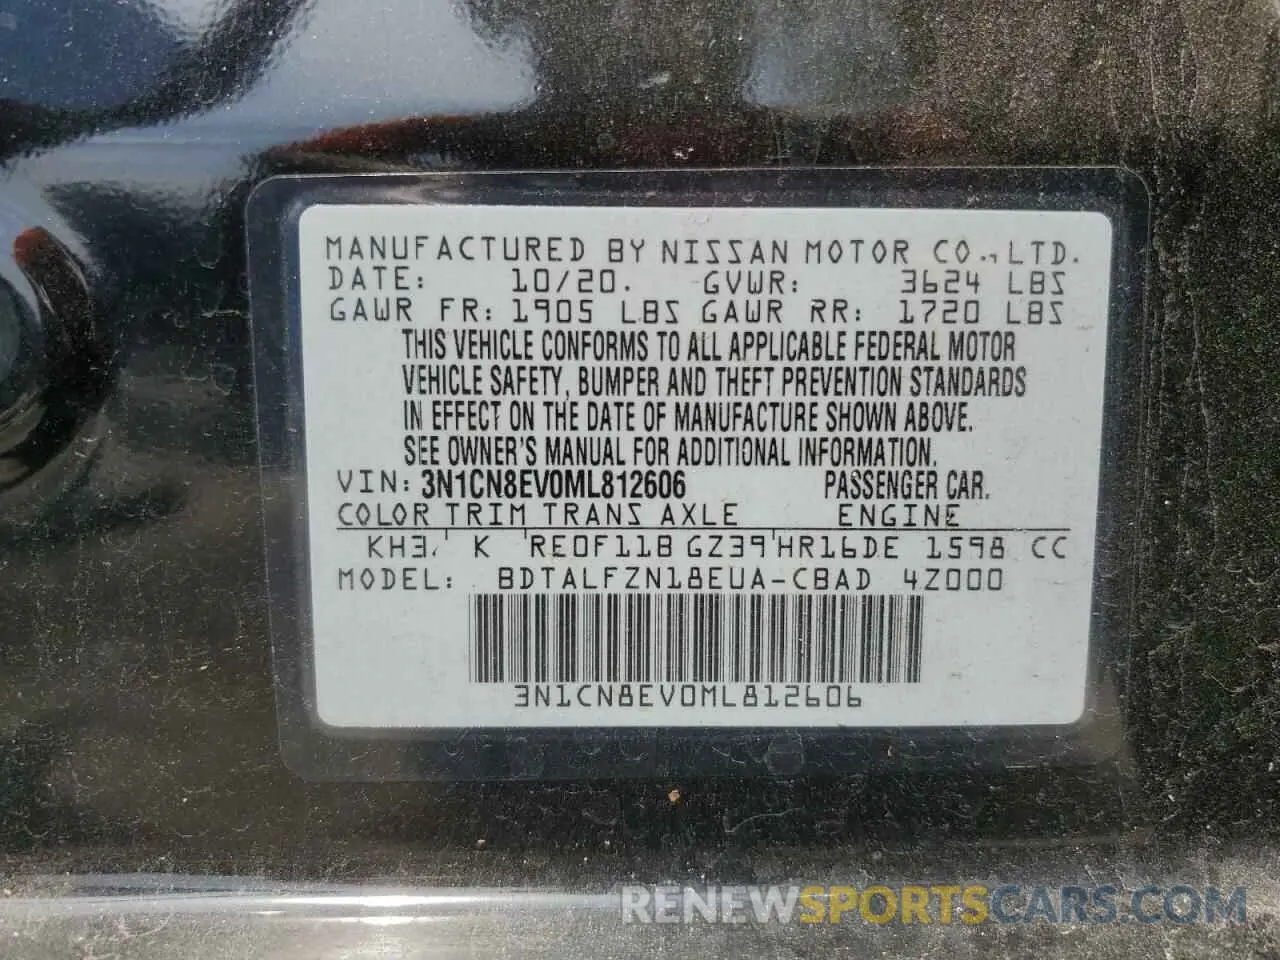 MANUFACTURED BY NISSAN MOTOR CO., LTD.
DATE: 10/20. GVWR: 3624 LBS
GAWR FR: 1905 LBS GAWR RR: 1720 LBS
THIS VEHICLE CONFORMS TO ALL APPLICABLE FEDERAL MOTOR
VEHICLE SAFETY, BUMPER AND THEFT PREVENTION STANDARDS
IN EFFECT ON THE DATE OF MANUFACTURE SHOWN ABOVE.
SEE OWNER'S MANUAL FOR ADDITIONAL INFORMATION.
VIN: 3N1CN8EV0ML812606 PASSENGER CAR.
COLOR TRIM TRANS AXLE ENGINE
KH3 K RE0F11B GZ39 HR16DE 1598 CC
MODEL: BDTALFZN18EUA-CBAD 4Z000
3N1CN8EV0ML812606
RENEWSPORTSCARS.COM